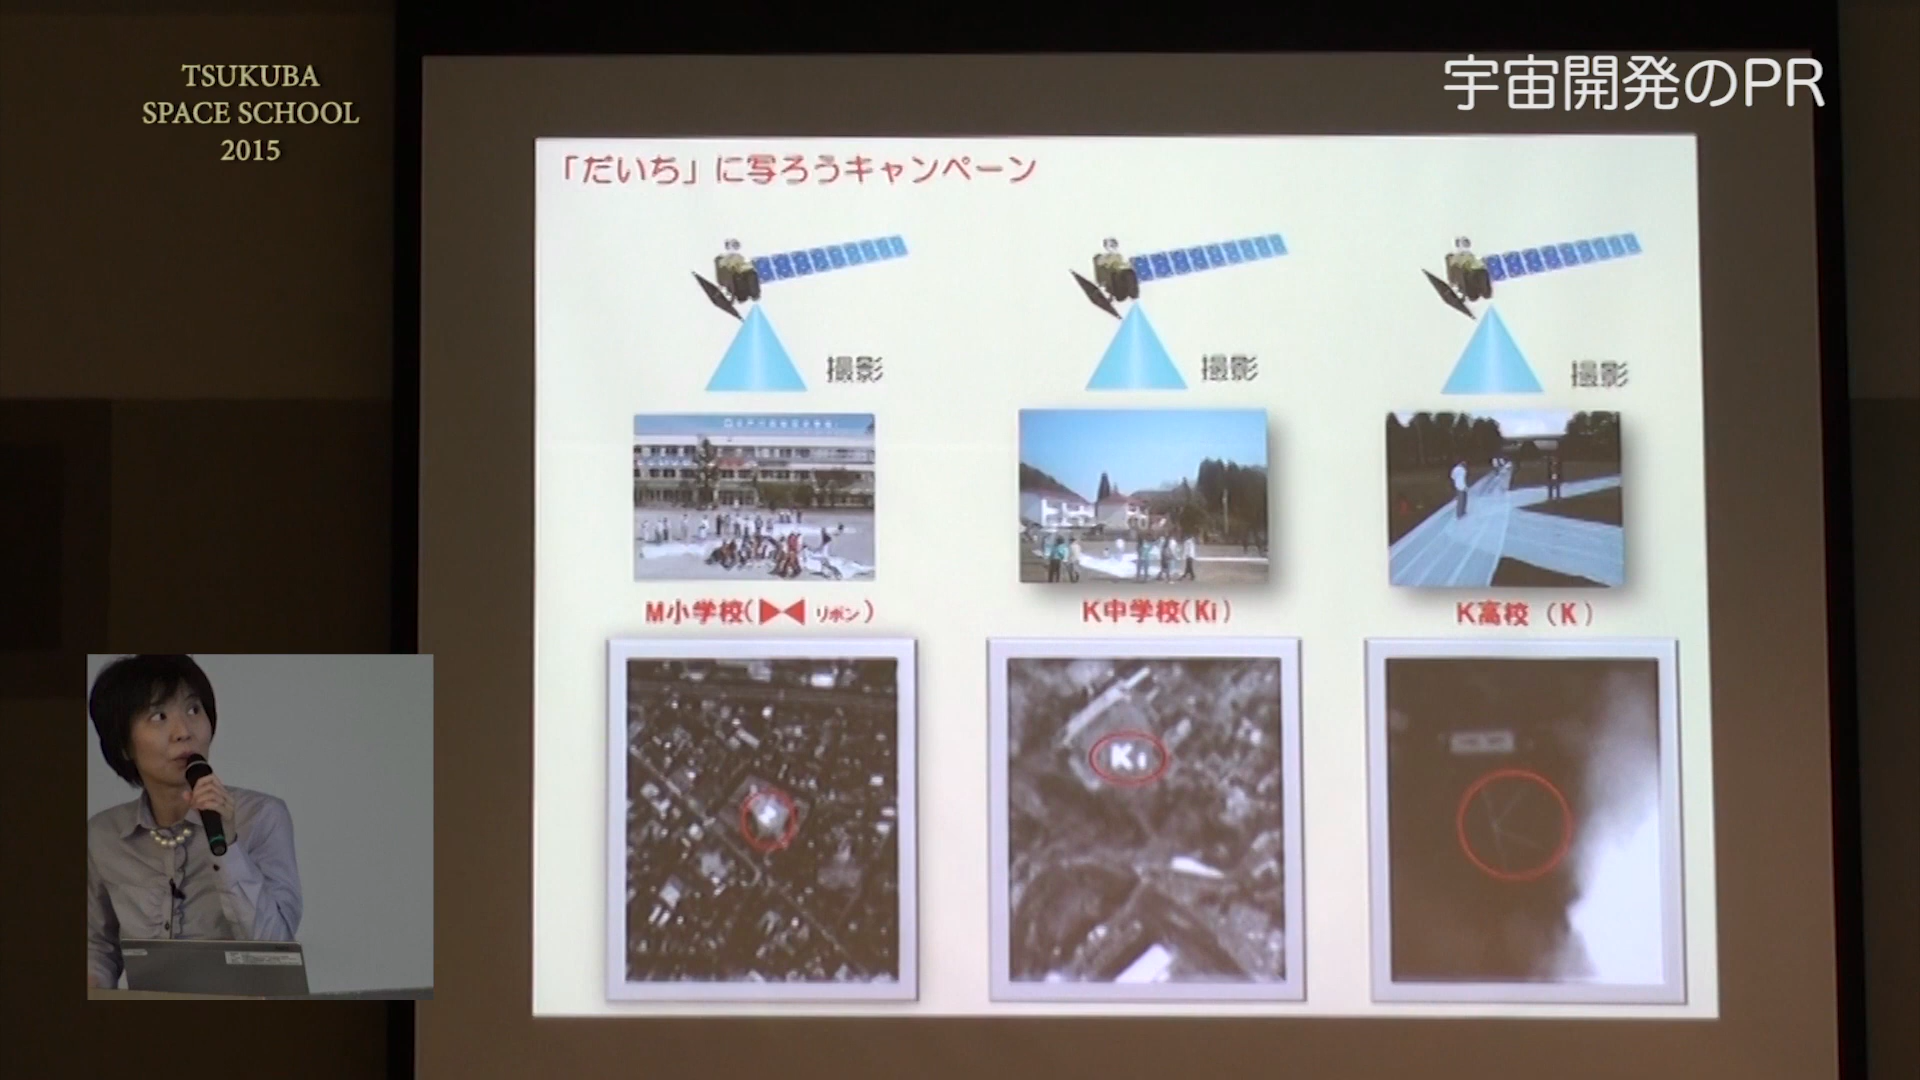 TSUKUBA
SPACE SCHOOL
2015
宇宙開発のPR
「だいち」に写ろうキャンペーン
撮影
撮影
撮影
M小学校(▶◀ リボン)
K中学校(Ki)
K高校 (K)
Ki